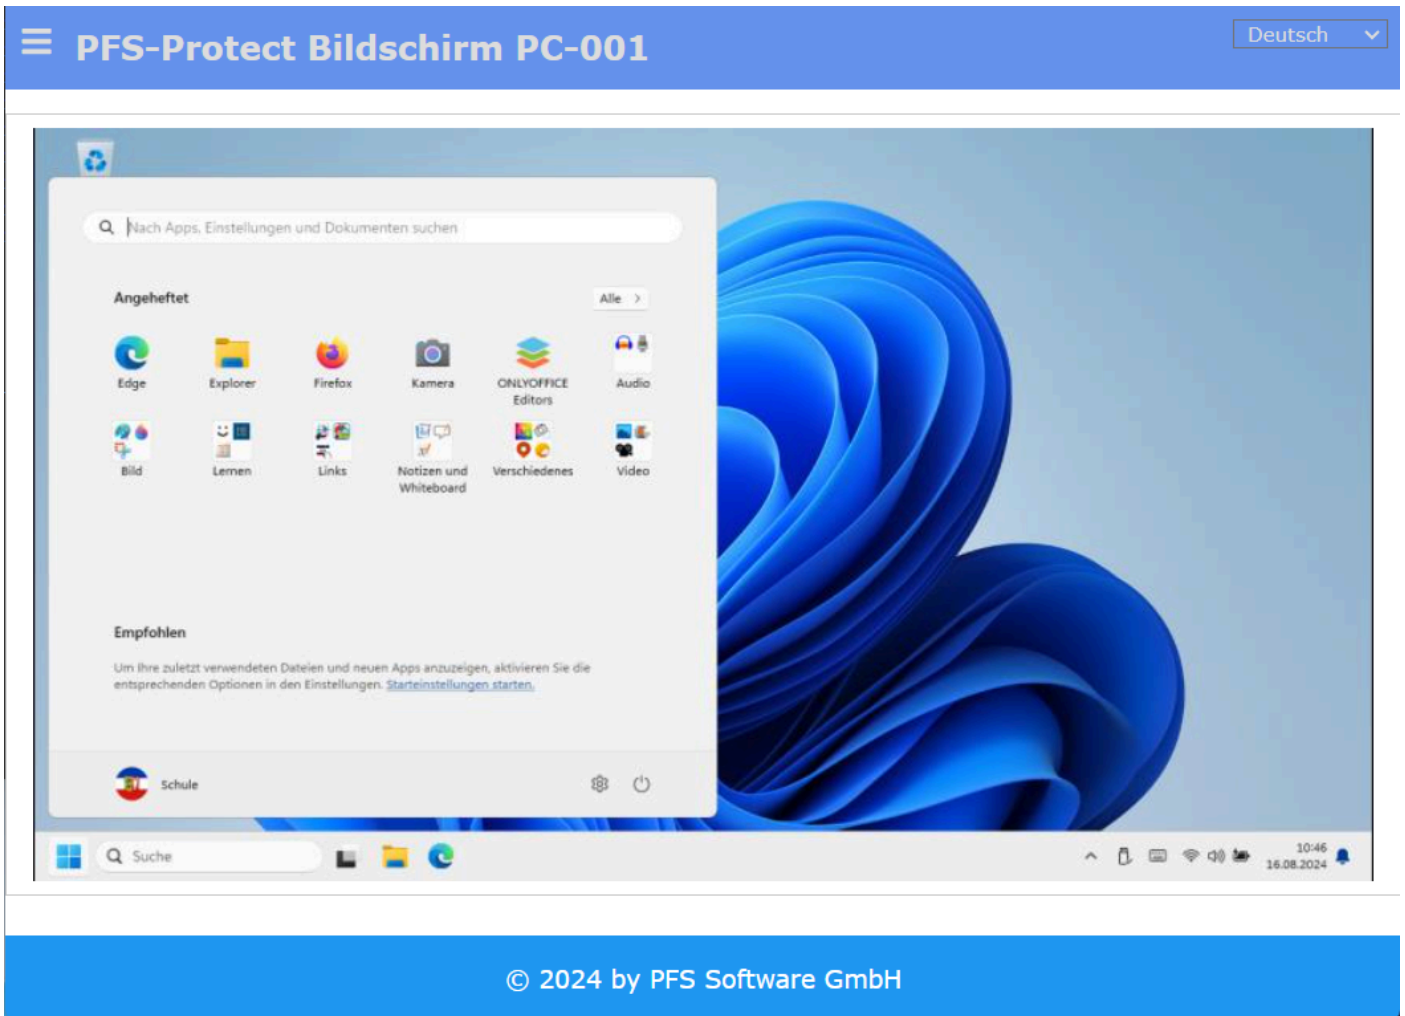 PFS-Protect Bildschirm PC-001
Deutsch
Nach Apps, Einstellungen und Dokumenten suchen
Angeheftet
Alle >
Edge
Explorer
Firefox
Kamera
ONLYOFFICE
Editors
Audio
Bild
Lernen
Links
Notizen und
Whiteboard
Verschiedenes
Video
Empfohlen
Um Ihre zuletzt verwendeten Dateien und neuen Apps anzuzeigen, aktivieren Sie die
entsprechenden Optionen in den Einstellungen. Starteinstellungen starten.
Schule
Suche
10:46
16.08.2024
© 2024 by PFS Software GmbH